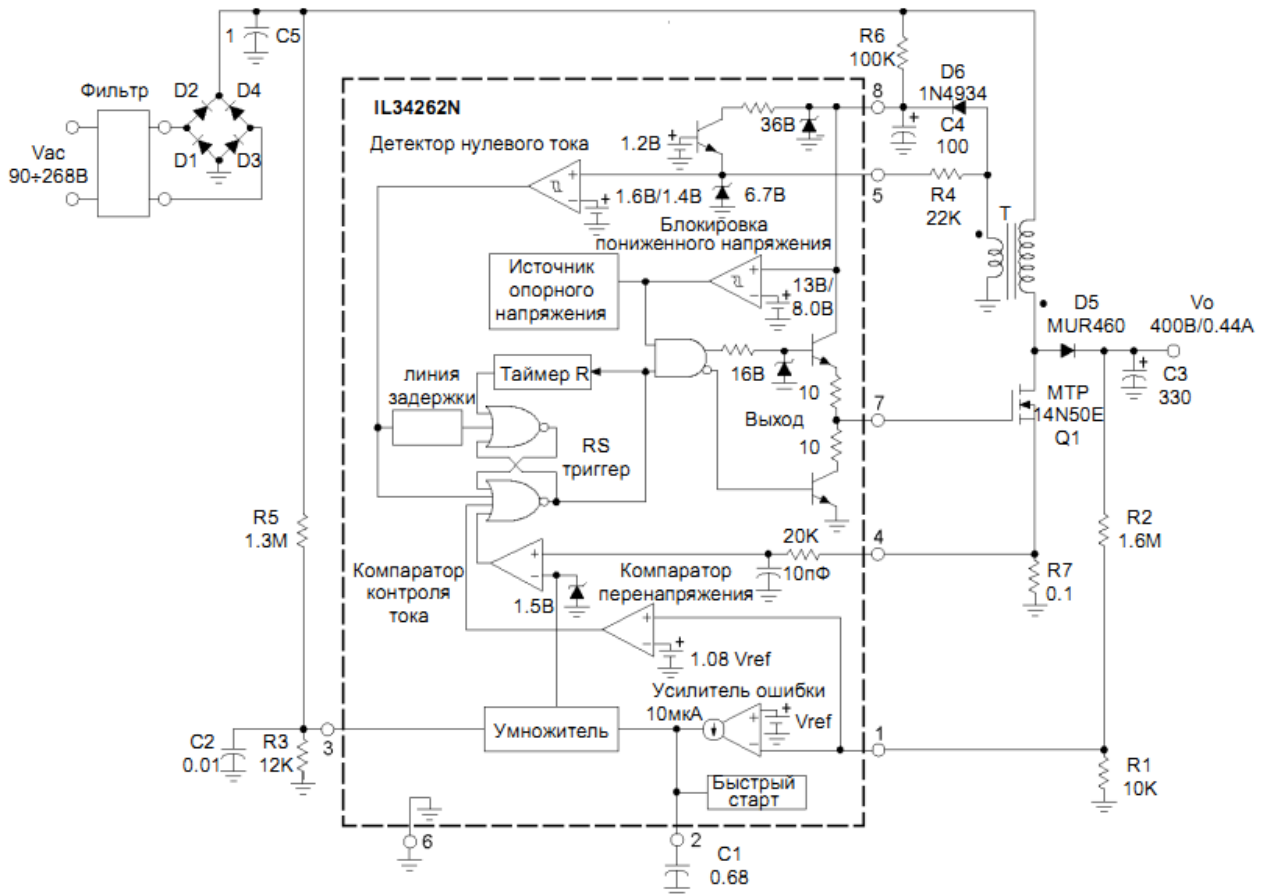 1
C5
R6
100K
D6
1N4934
Фильтр
D2
D4
D1
D3
Vac
90÷268В
IL34262N
8
36В
1.2В
C4
100
Детектор нулевого тока
+
−
1.6В/1.4В
6.7В
5
R4
22K
T
Блокировка
пониженного напряжения
Источник
опорного
напряжения
+
−
13В/
8.0В
D5
MUR460
Vo
400В/0.44А
C3
330
Таймер R
16В
10
линия
задержки
RS
триггер
Выход
10
7
MTP
14N50E
Q1
R5
1.3М
R2
1.6М
20К
4
10пФ
+
−
1.5В
Компаратор
контроля
тока
Компаратор
перенапряжения
R7
0.1
+
−
1.08 Vref
Усилитель ошибки
10мкА
+
−
Vref
Умножитель
1
C2
0.01
R3
12К
3
R1
10К
Быстрый
старт
6
2
C1
0.68